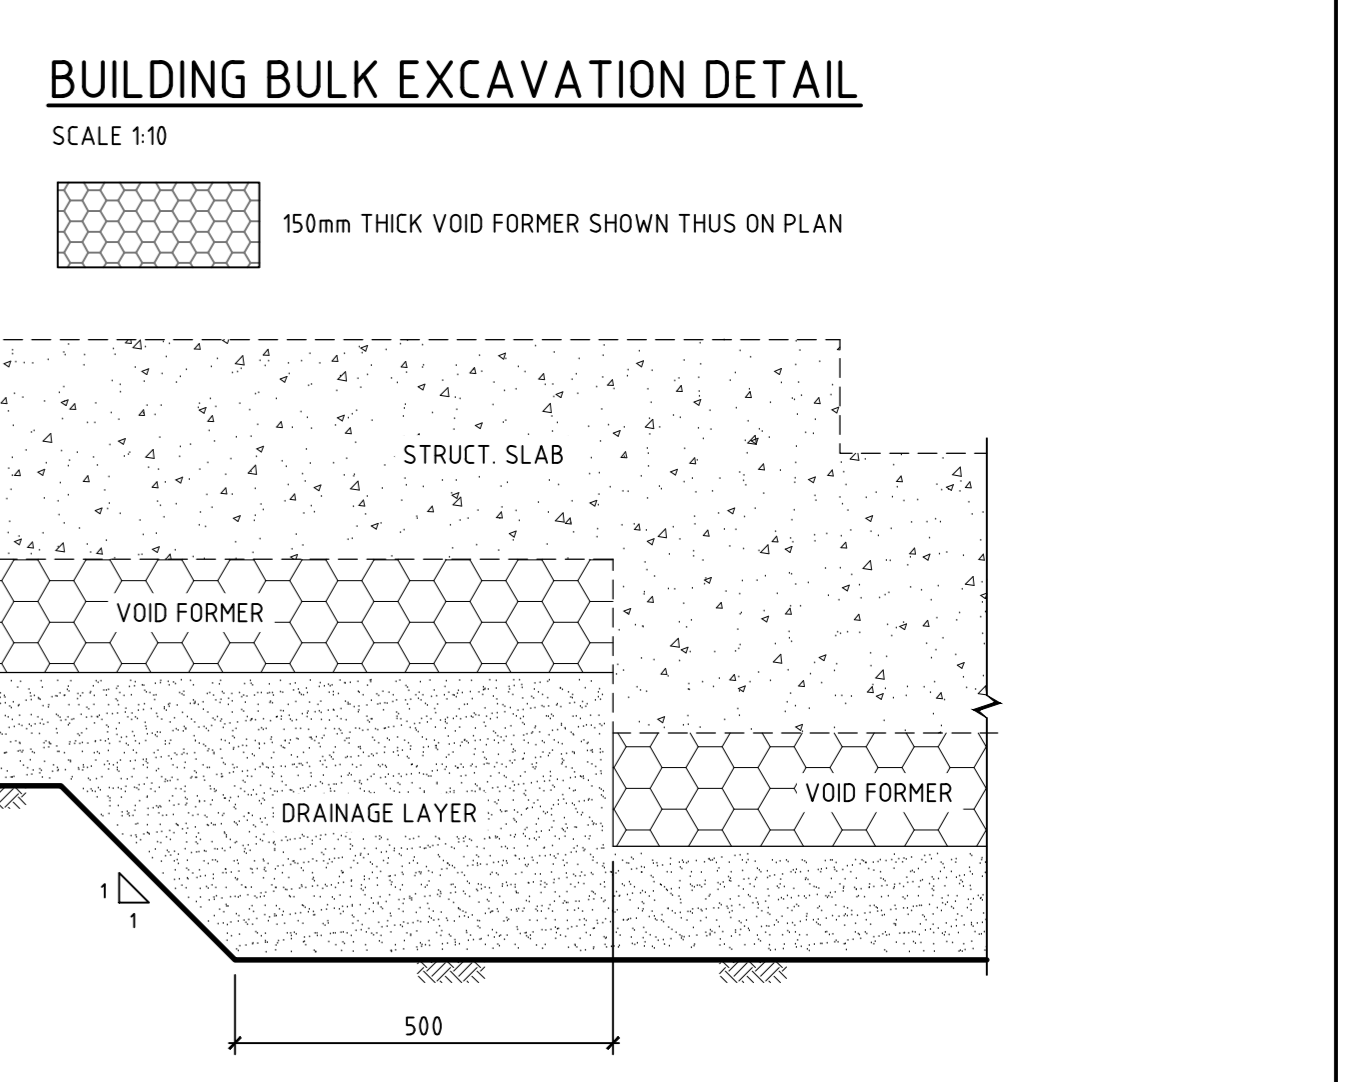 BUILDING BULK EXCAVATION DETAIL
SCALE 1:10
150mm THICK VOID FORMER SHOWN THUS ON PLAN
STRUCT. SLAB
VOID FORMER
VOID FORMER
DRAINAGE LAYER
1
1
500